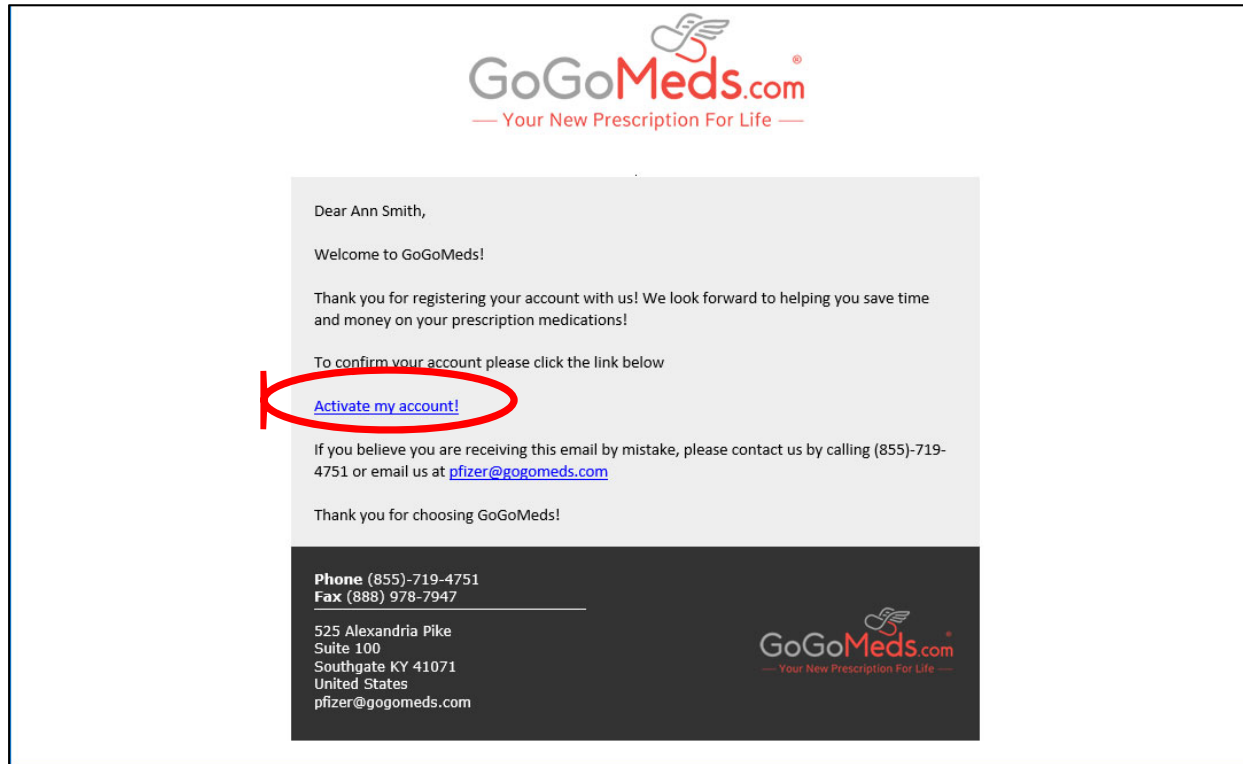 GoGoMeds.com®
— Your New Prescription For Life —
Dear Ann Smith,
Welcome to GoGoMeds!
Thank you for registering your account with us! We look forward to helping you save time
and money on your prescription medications!
To confirm your account please click the link below
Activate my account!
If you believe you are receiving this email by mistake, please contact us by calling (855)-719-
4751 or email us at pfizer@gogomeds.com
Thank you for choosing GoGoMeds!
Phone (855)-719-4751
Fax (888) 978-7947
525 Alexandria Pike
Suite 100
Southgate KY 41071
United States
pfizer@gogomeds.com
GoGoMeds.com
— Your New Prescription For Life —